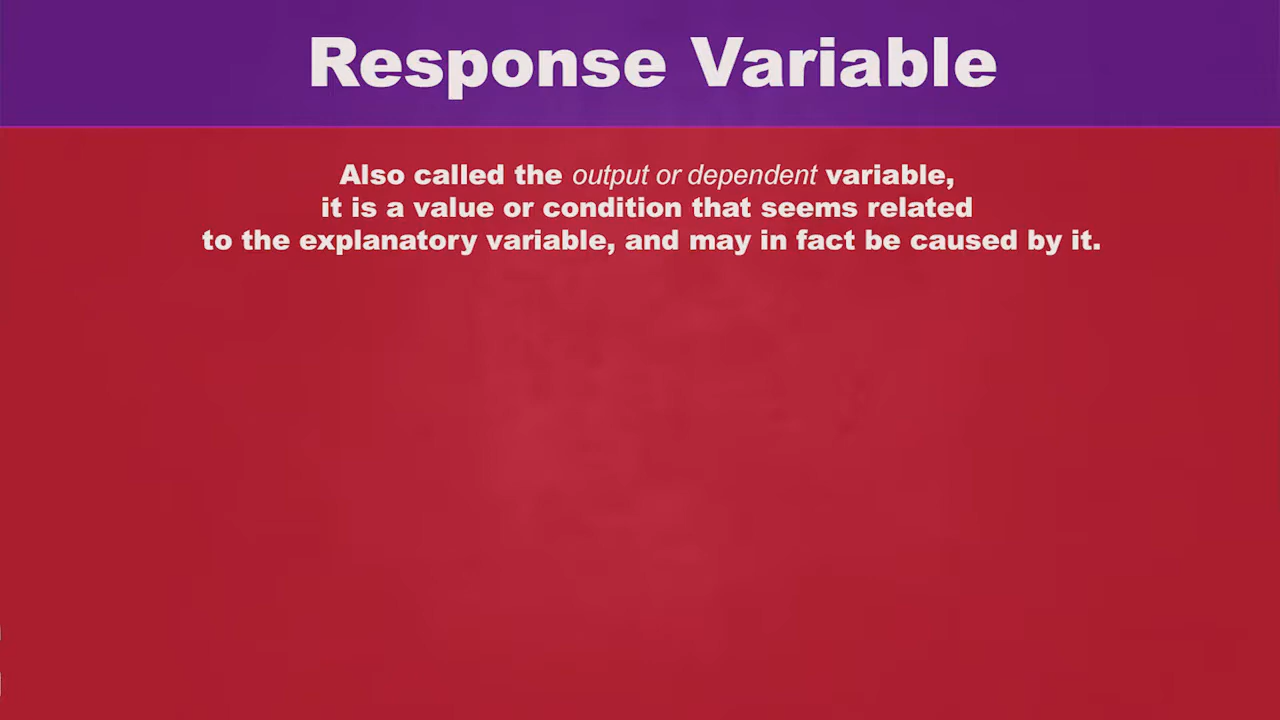 Response Variable
Also called the output or dependent variable,
it is a value or condition that seems related
to the explanatory variable, and may in fact be caused by it.